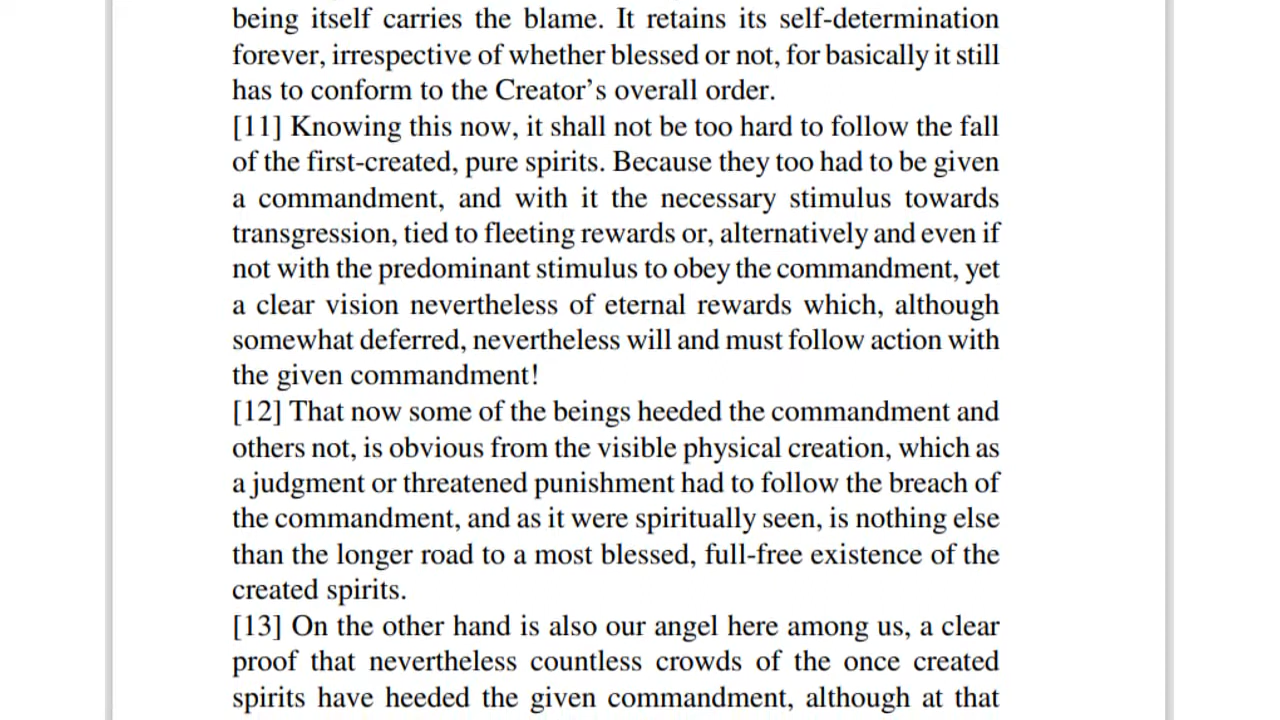 being itself carries the blame. It retains its self-determination
forever, irrespective of whether blessed or not, for basically it still
has to conform to the Creator’s overall order.
[11] Knowing this now, it shall not be too hard to follow the fall
of the first-created, pure spirits. Because they too had to be given
a commandment, and with it the necessary stimulus towards
transgression, tied to fleeting rewards or, alternatively and even if
not with the predominant stimulus to obey the commandment, yet
a clear vision nevertheless of eternal rewards which, although
somewhat deferred, nevertheless will and must follow action with
the given commandment!
[12] That now some of the beings heeded the commandment and
others not, is obvious from the visible physical creation, which as
a judgment or threatened punishment had to follow the breach of
the commandment, and as it were spiritually seen, is nothing else
than the longer road to a most blessed, full-free existence of the
created spirits.
[13] On the other hand is also our angel here among us, a clear
proof that nevertheless countless crowds of the once created
spirits have heeded the given commandment, although at that